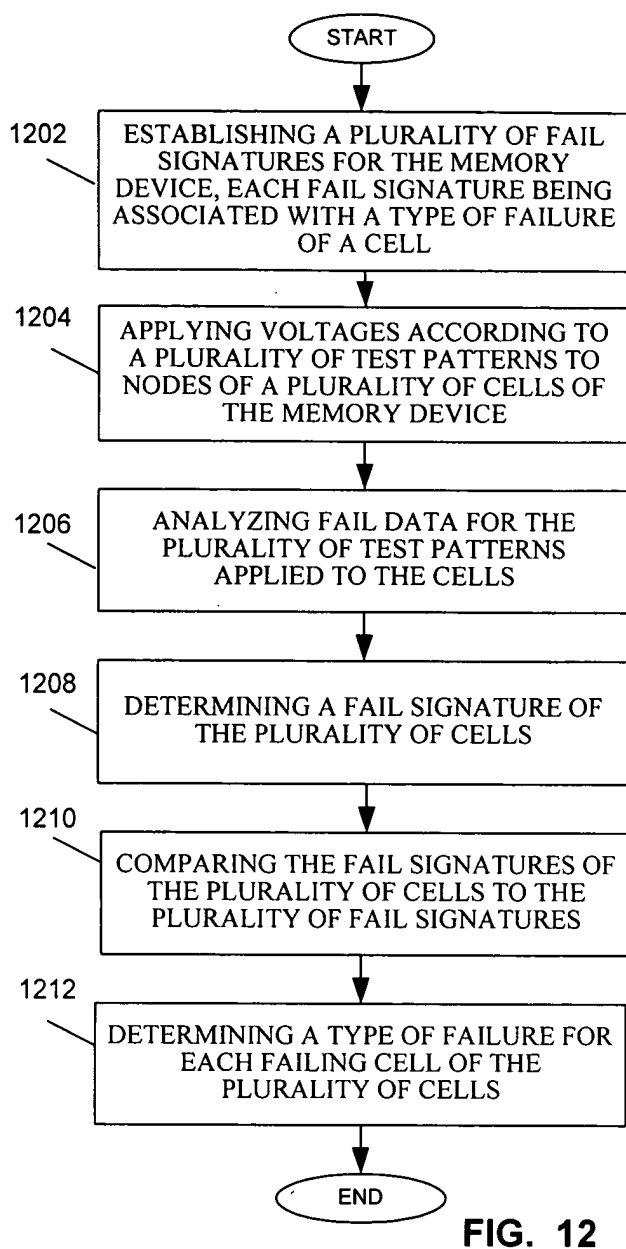 START
1202
ESTABLISHING A PLURALITY OF FAIL
SIGNATURES FOR THE MEMORY
DEVICE, EACH FAIL SIGNATURE BEING
ASSOCIATED WITH A TYPE OF FAILURE
OF A CELL
1204
APPLYING VOLTAGES ACCORDING TO
A PLURALITY OF TEST PATTERNS TO
NODES OF A PLURALITY OF CELLS OF
THE MEMORY DEVICE
1206
ANALYZING FAIL DATA FOR THE
PLURALITY OF TEST PATTERNS
APPLIED TO THE CELLS
1208
DETERMINING A FAIL SIGNATURE OF
THE PLURALITY OF CELLS
1210
COMPARING THE FAIL SIGNATURES OF
THE PLURALITY OF CELLS TO THE
PLURALITY OF FAIL SIGNATURES
1212
DETERMINING A TYPE OF FAILURE FOR
EACH FAILING CELL OF THE
PLURALITY OF CELLS
END
FIG. 12